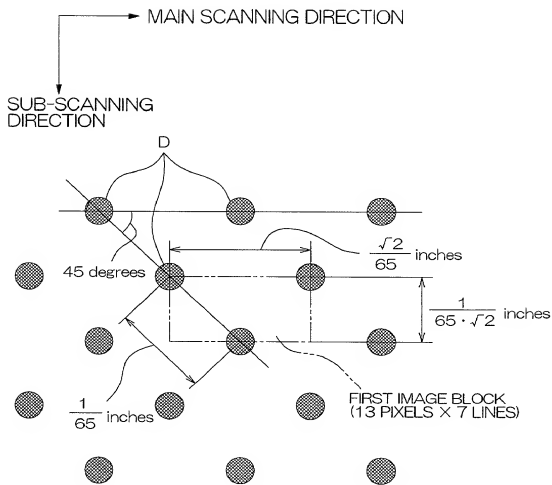 MAIN SCANNING DIRECTION
SUB-SCANNING
DIRECTION
D
45 degrees
√2
65 inches
1
65·√2 inches
1
65 inches
FIRST IMAGE BLOCK
(13 PIXELS × 7 LINES)